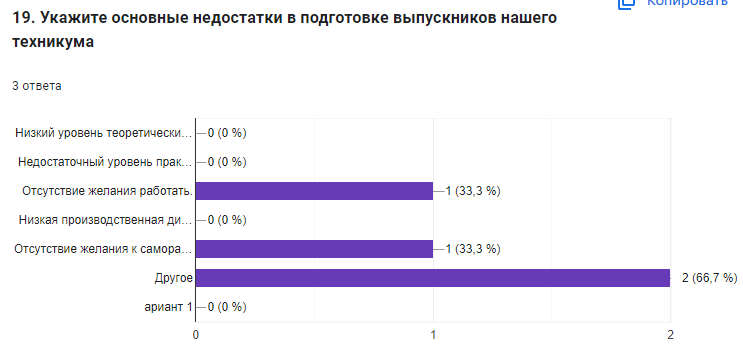 Копировать
19. Укажите основные недостатки в подготовке выпускников нашего
техникума
3 ответа
Низкий уровень теоретически... 0 (0 %)
Недостаточный уровень прак... 0 (0 %)
Отсутствие желания работать. 1 (33,3 %)
Низкая производственная ди... 0 (0 %)
Отсутствие желания к самора... 1 (33,3 %)
Другое 2 (66,7 %)
ариант 1 0 (0 %)
0 1 2